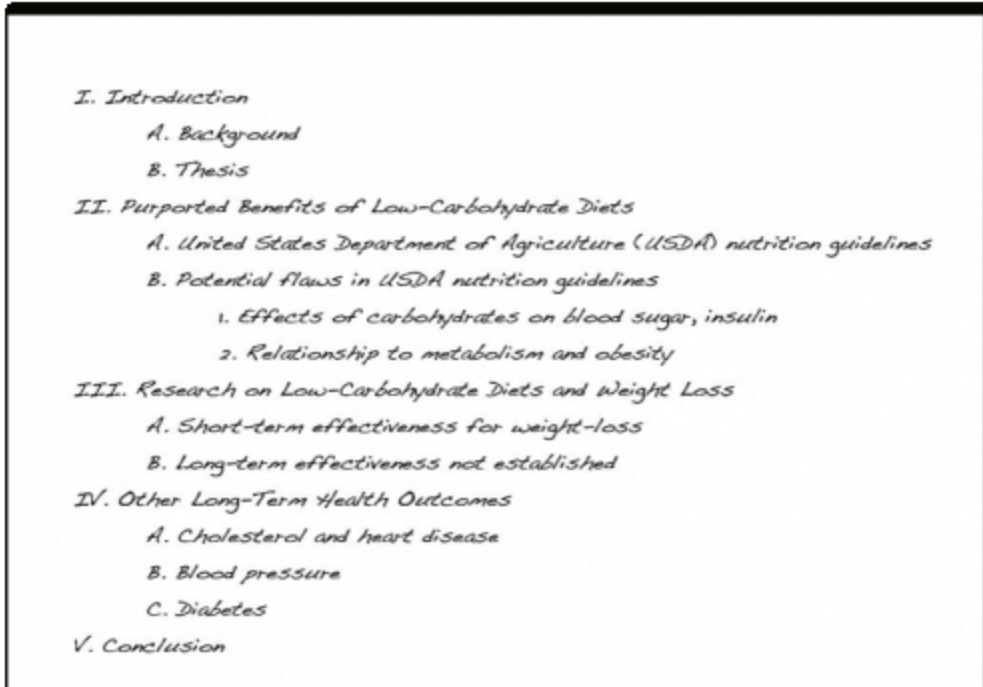 I. Introduction
A. Background
B. Thesis
II. Purported Benefits of Low-Carbohydrate Diets
A. United States Department of Agriculture (USDA) nutrition guidelines
B. Potential flaws in USDA nutrition guidelines
1. Effects of carbohydrates on blood sugar, insulin
2. Relationship to metabolism and obesity
III. Research on Low-Carbohydrate Diets and Weight Loss
A. Short-term effectiveness for weight-loss
B. Long-term effectiveness not established
IV. Other Long-Term Health Outcomes
A. Cholesterol and heart disease
B. Blood pressure
C. Diabetes
V. Conclusion